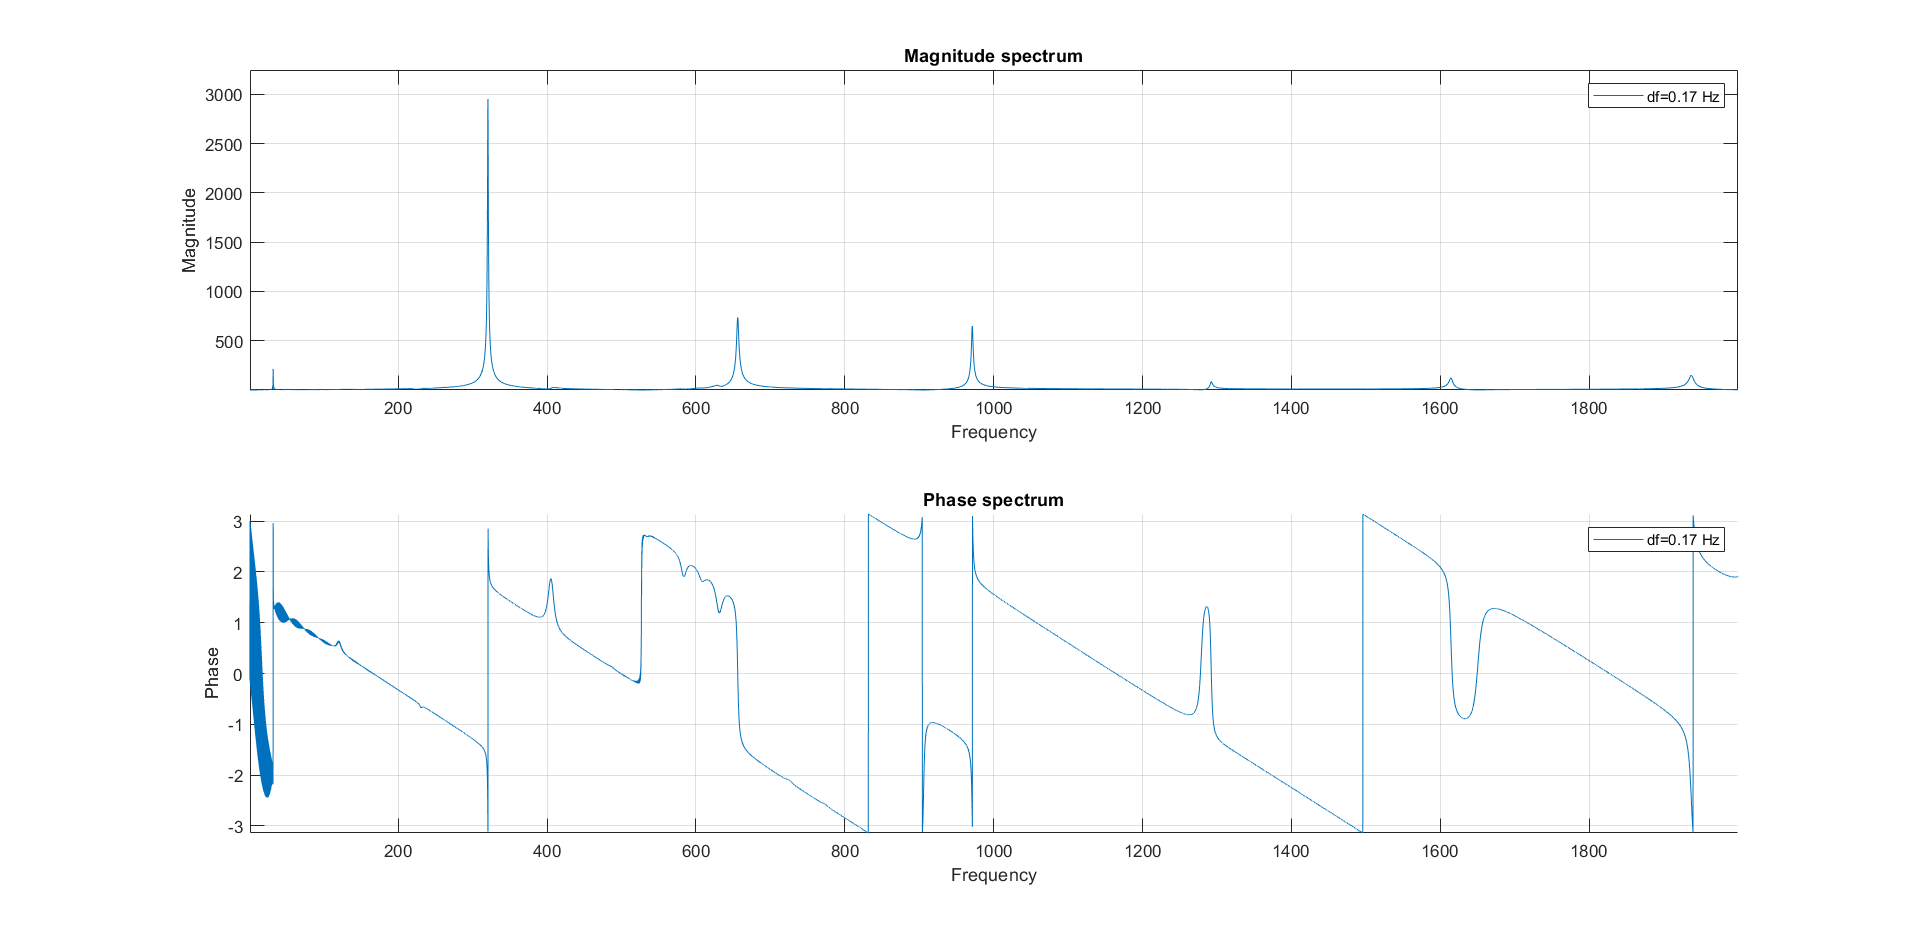 Magnitude spectrum
3000
2500
2000
1500
1000
500
Magnitude
df=0.17 Hz
200 400 600 800 1000 1200 1400 1600 1800
Frequency
Phase spectrum
3
2
1
0
-1
-2
-3
Phase
df=0.17 Hz
200 400 600 800 1000 1200 1400 1600 1800
Frequency